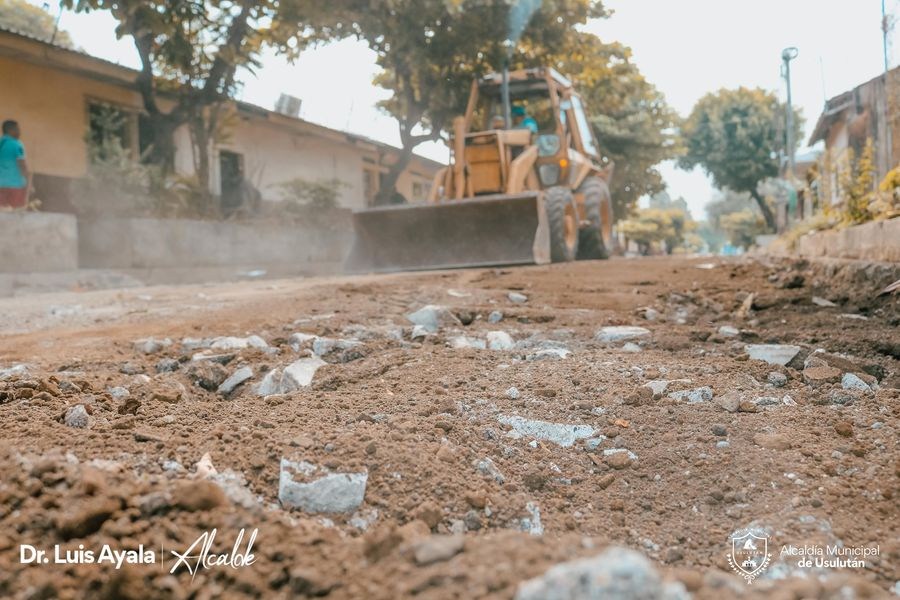 Dr. Luis Ayala | Alcalde
Alcaldía Municipal
de Usulután